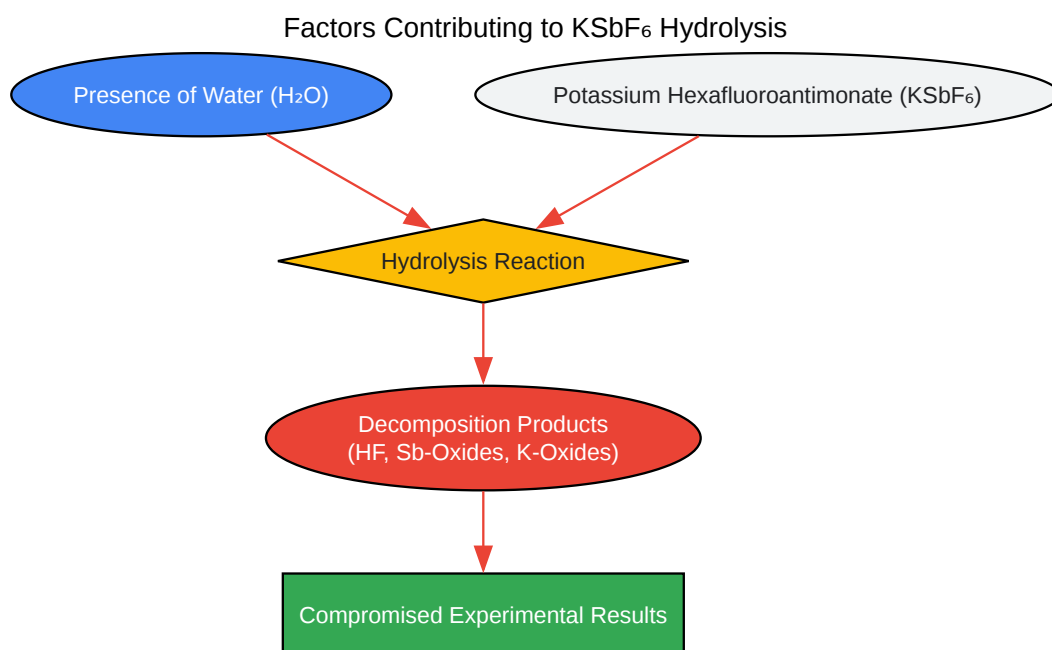 Factors Contributing to KSbF₆ Hydrolysis
Presence of Water (H₂O)
Potassium Hexafluoroantimonate (KSbF₆)
Hydrolysis Reaction
Decomposition Products
(HF, Sb-Oxides, K-Oxides)
Compromised Experimental Results